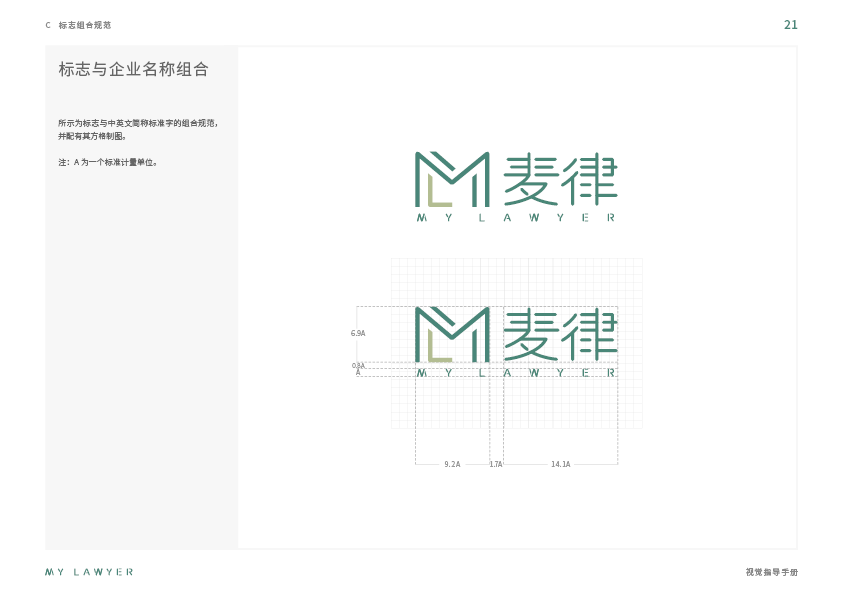 C 标志组合规范
21
标志与企业名称组合
所示为标志与中英文简称标准字的组合规范,
并配有其方格制图。
注: A 为一个标准计量单位。
麦律
MY LAWYER
麦律
MY LAWYER
6.9A
0.8A
A
9.2A
1.7A
14.1A
MY LAWYER
视觉指导手册